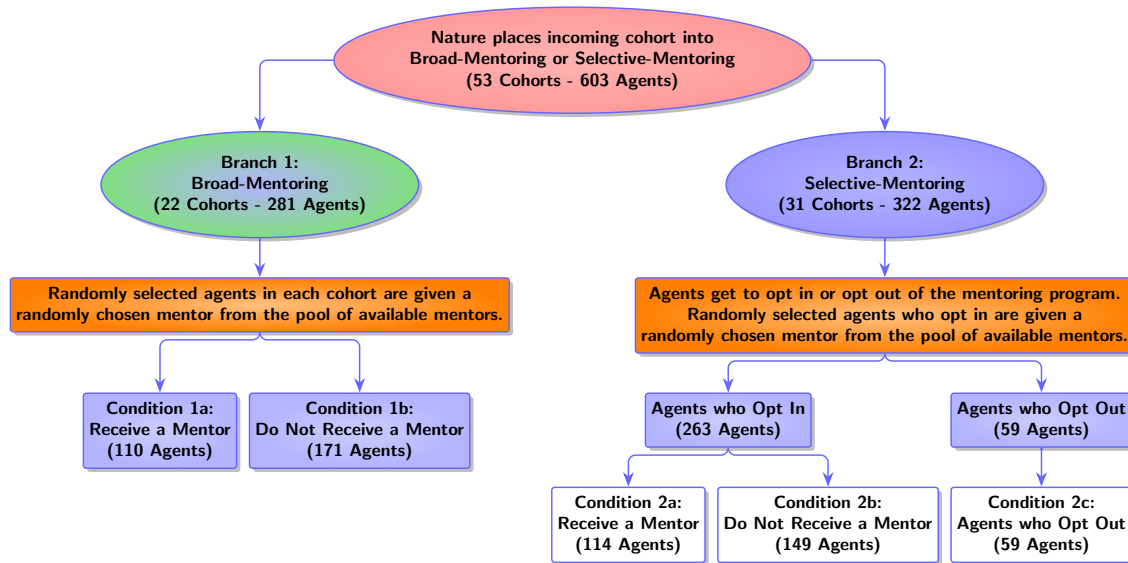 Nature places incoming cohort into
Broad-Mentoring or Selective-Mentoring
(53 Cohorts - 603 Agents)
Branch 1:
Broad-Mentoring
(22 Cohorts - 281 Agents)
Branch 2:
Selective-Mentoring
(31 Cohorts - 322 Agents)
Randomly selected agents in each cohort are given a
randomly chosen mentor from the pool of available mentors.
Agents get to opt in or opt out of the mentoring program.
Randomly selected agents who opt in are given a
randomly chosen mentor from the pool of available mentors.
Condition 1a:
Receive a Mentor
(110 Agents)
Condition 1b:
Do Not Receive a Mentor
(171 Agents)
Agents who Opt In
(263 Agents)
Agents who Opt Out
(59 Agents)
Condition 2a:
Receive a Mentor
(114 Agents)
Condition 2b:
Do Not Receive a Mentor
(149 Agents)
Condition 2c:
Agents who Opt Out
(59 Agents)